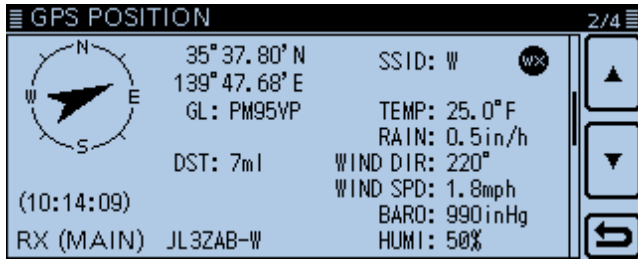 GPS POSITION 2/4
N
W E
S
35°37.80'N
139°47.68'E
GL: PM95VP
DST: 7ml
(10:14:09)
RX (MAIN) JL3ZAB-W
SSID: W WX
TEMP: 25.0°F
RAIN: 0.5in/h
WIND DIR: 220°
WIND SPD: 1.8mph
BARO: 990inHg
HUMI: 50%